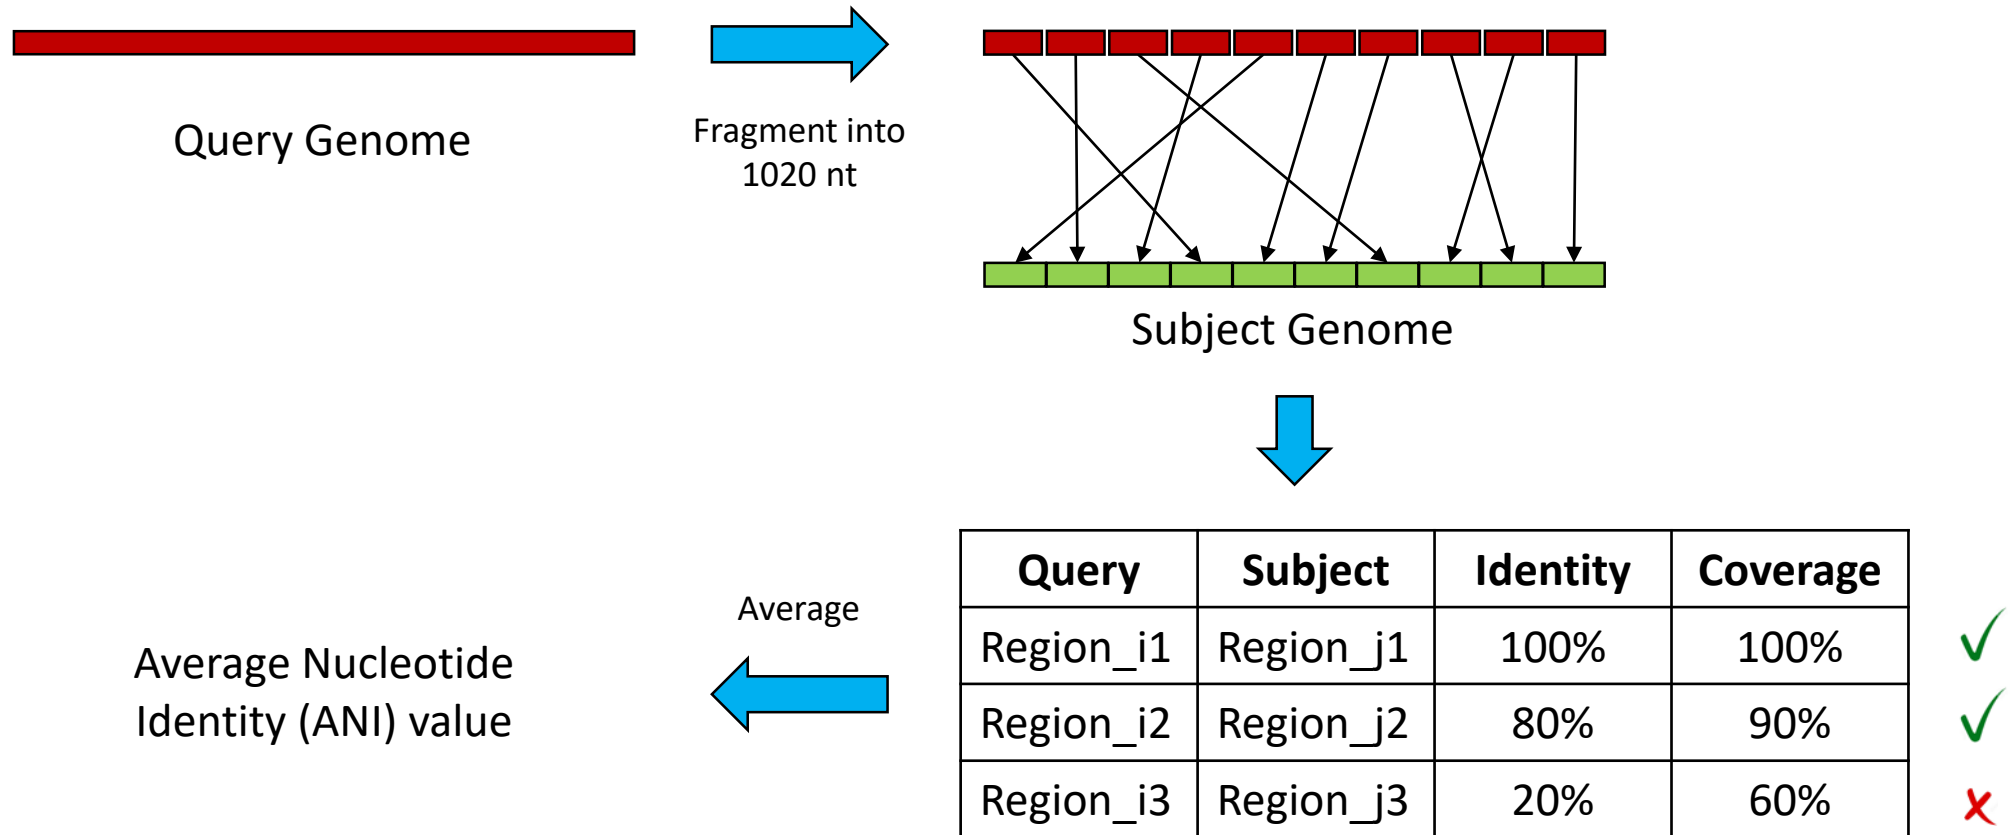 Query Genome
Fragment into
1020 nt
Subject Genome
Query Subject Identity Coverage
Region_i1 Region_j1 100% 100%
Region_i2 Region_j2 80% 90%
Region_i3 Region_j3 20% 60%
Average
Average Nucleotide
Identity (ANI) value